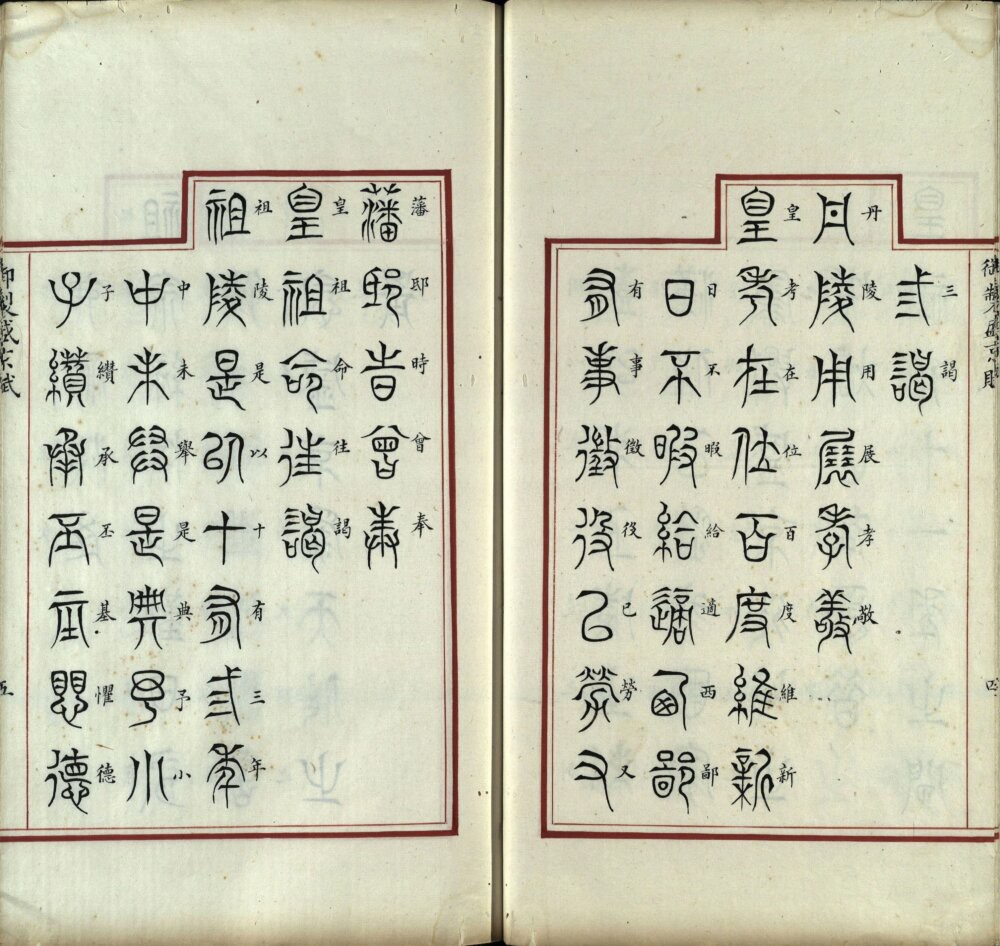 御製盛京賦 四
三謁
丹陵用展孝敬
皇考在位百度維新
日不暇給適西鄙
有事徵役已勞又
藩邸時曾奉
皇祖命往謁
祖陵是以十有三年
中未舉是典予小
子纘承丕基懼德
御製盛京賦 五